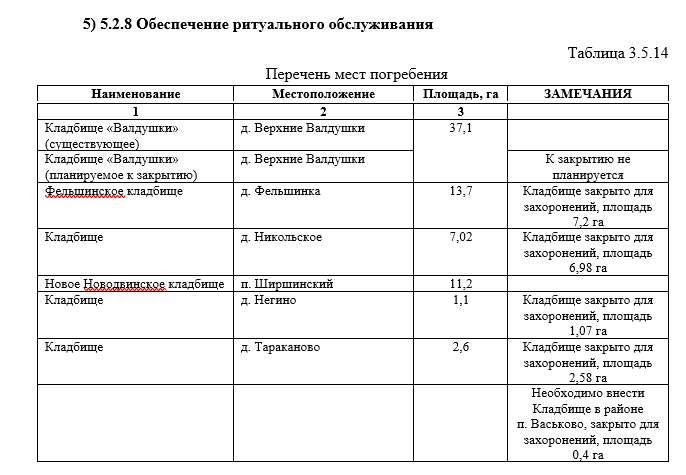 5) 5.2.8 Обеспечение ритуального обслуживания
Таблица 3.5.14
Перечень мест погребения
Наименование Местоположение Площадь, га ЗАМЕЧАНИЯ
1 2 3
Кладбище «Валдушки» д. Верхние Валдушки 37,1
(существующее)
Кладбище «Валдушки» д. Верхние Валдушки К закрытию не
(планируемое к закрытию) планируется
Фельшинское кладбище д. Фельшинка 13,7 Кладбище закрыто для
захоронений, площадь
7,2 га
Кладбище д. Никольское 7,02 Кладбище закрыто для
захоронений, площадь
6,98 га
Новое Новодвинское кладбище п. Ширшинский 11,2
Кладбище д. Негино 1,1 Кладбище закрыто для
захоронений, площадь
1,07 га
Кладбище д. Тараканово 2,6 Кладбище закрыто для
захоронений, площадь
2,58 га
Необходимо внести
Кладбище в районе
п. Васьково, закрыто для
захоронений, площадь
0,4 га